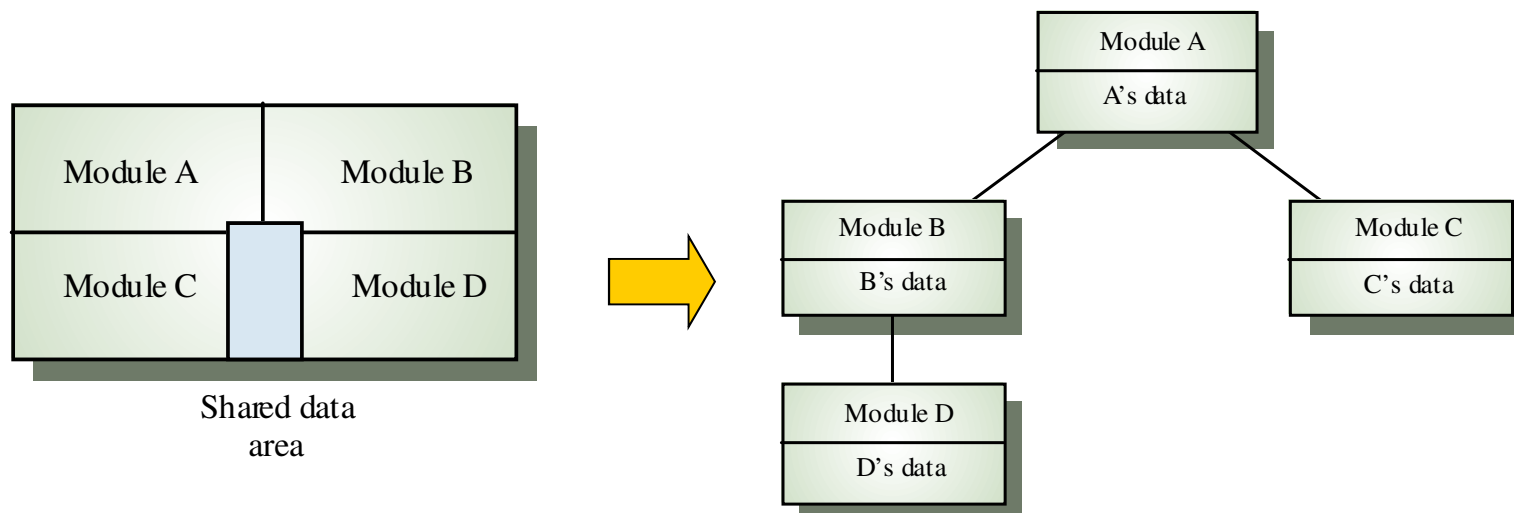 Module A
Module B
Module C
Module D
Shared data
area
Module A
A's data
Module B
B's data
Module C
C's data
Module D
D's data